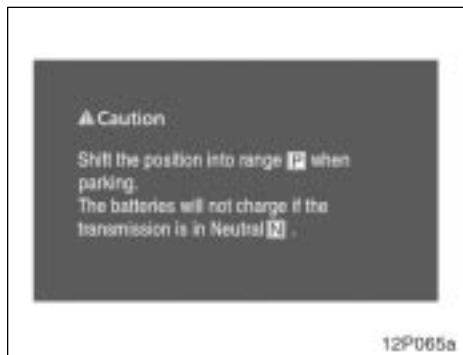 ⚠Caution
Shift the position into range P when
parking.
The batteries will not charge if the
transmission is in Neutral N .
12P065a